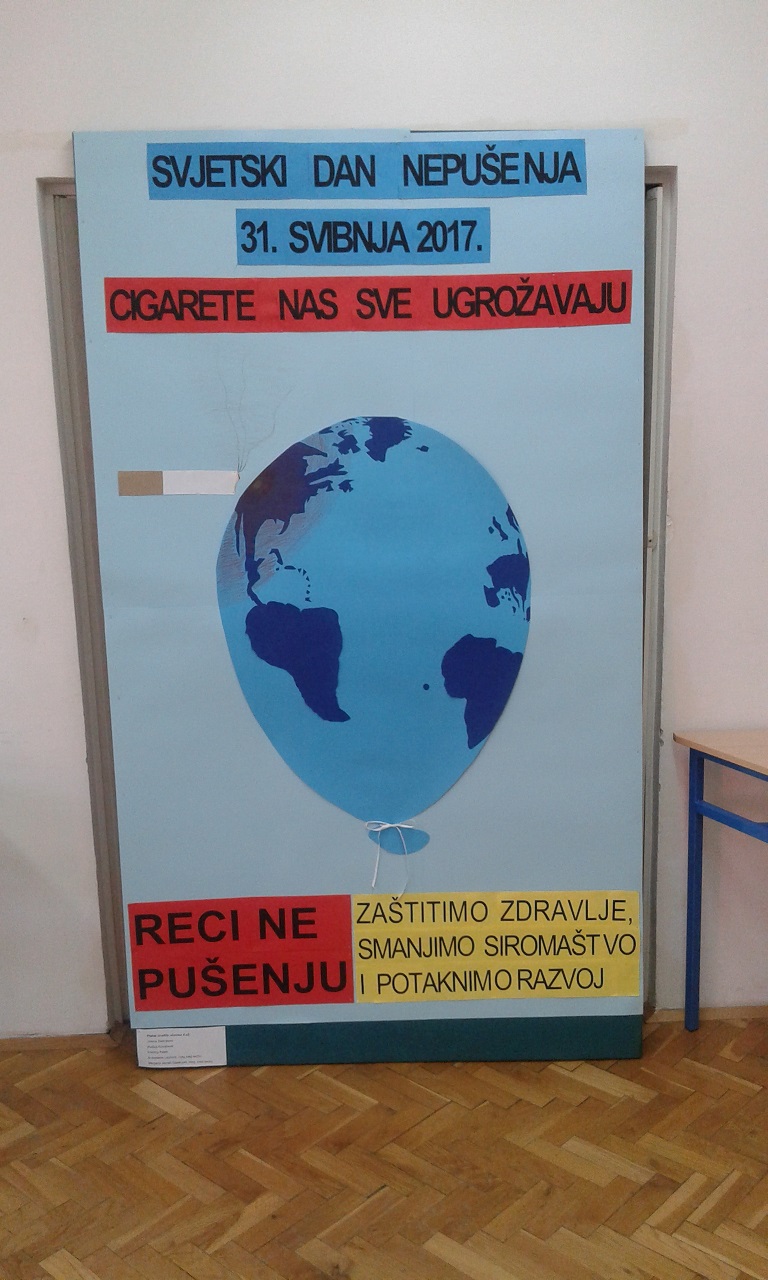 SVJETSKI DAN NEPUŠENJA
31. SVIBNJA 2017.
CIGARETE NAS SVE UGROŽAVAJU
RECI NE
PUŠENJU
ZAŠTITIMO ZDRAVLJE,
SMANJIMO SIROMAŠTVO
I POTAKNIMO RAZVOJ